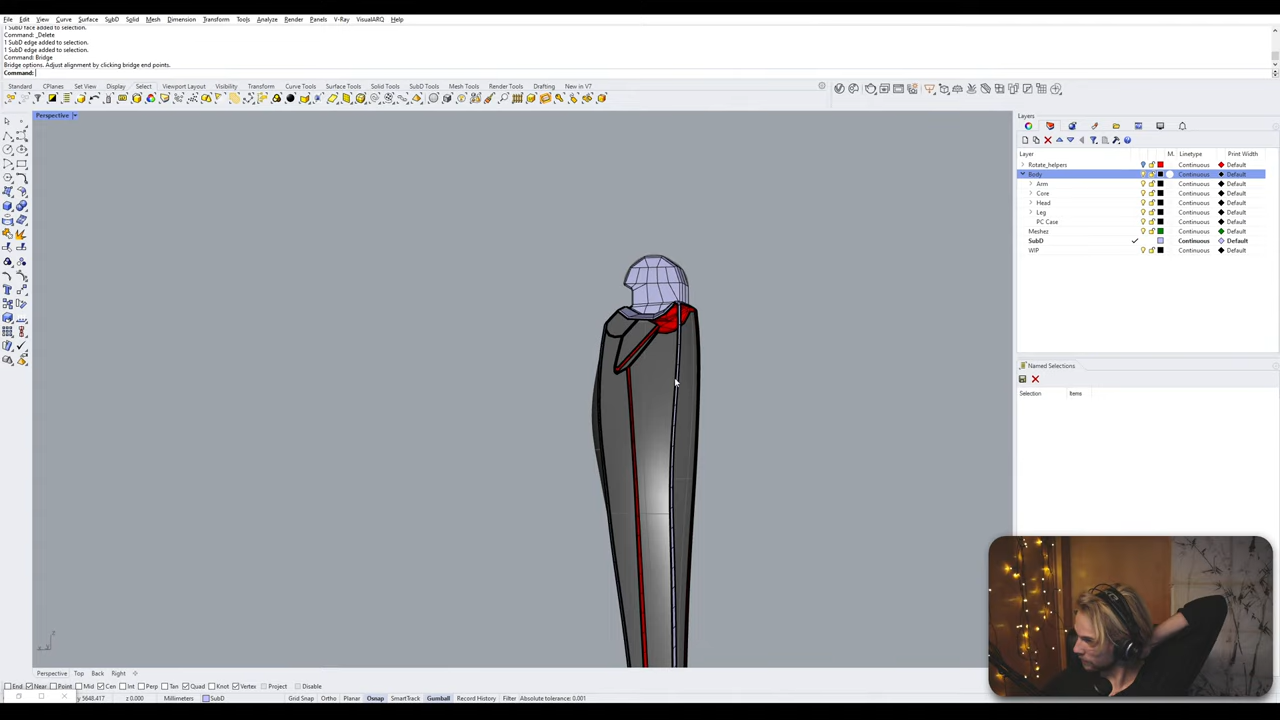 File Edit View Curve Surface SubD Solid Mesh Dimension Transform Tools Analyze Render Panels V-Ray VisualARQ Help
1 SubD face added to selection.
Command: _Delete
1 SubD edge added to selection.
1 SubD edge added to selection.
Command: Bridge
Bridge options. Adjust alignment by clicking bridge end points.
Command:
Standard CPlanes Set View Display Select Viewport Layout Visibility Transform Curve Tools Surface Tools Solid Tools SubD Tools Mesh Tools Render Tools Drafting New in V7
Perspective
Layers
Layer M. Linetype Print Width
Rotate_helpers Continuous Default
Body Continuous Default
Arm Continuous Default
Core Continuous Default
Head Continuous Default
Leg Continuous Default
PC Case Continuous Default
Meshez Continuous Default
SubD Continuous Default
WIP Continuous Default
Named Selections
Selection Items
Perspective Top Back Right
End Near Point Mid Cen Int Perp Tan Quad Knot Vertex Project Disable
y 5648.417 z 0.000 Millimeters SubD Grid Snap Ortho Planar Osnap SmartTrack Gumball Record History Filter Absolute tolerance: 0.001